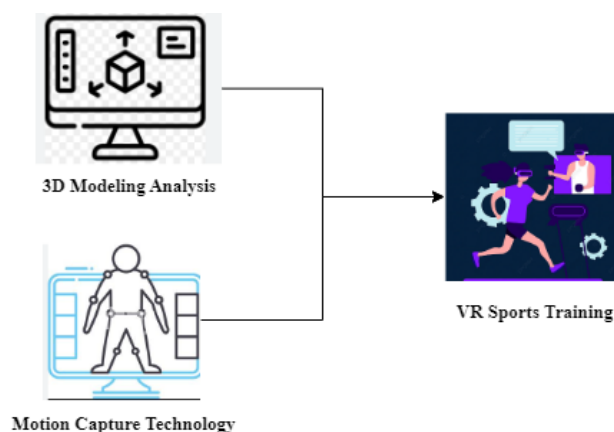 3D Modeling Analysis
Motion Capture Technology
VR Sports Training